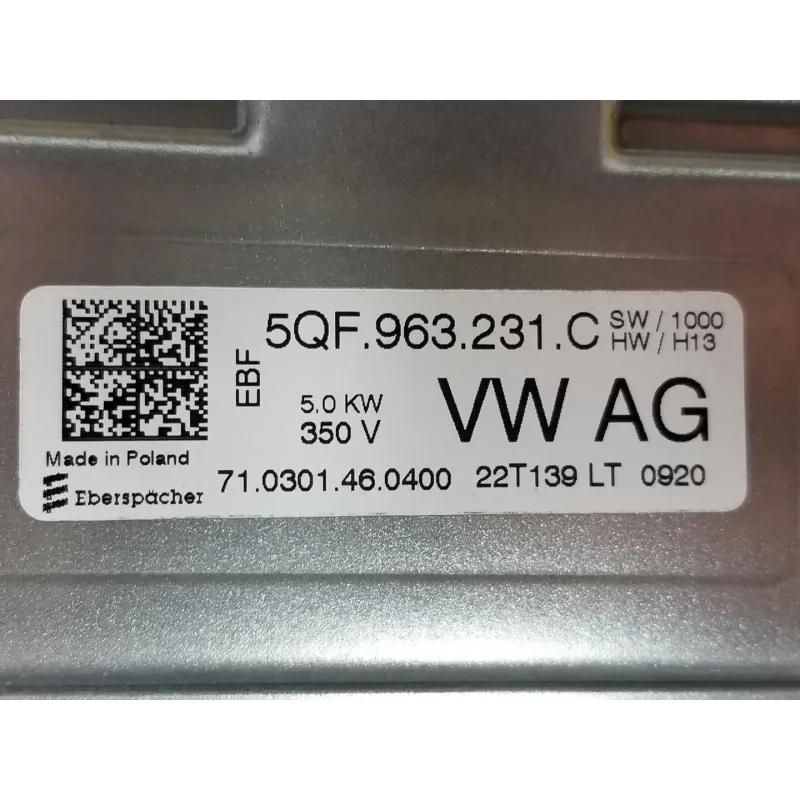 5QF.963.231.C SW / 1000
HW / H13
EBF
5.0 KW
350 V
VW AG
Made in Poland
Eberspächer
71.0301.46.0400 22T139 LT 0920